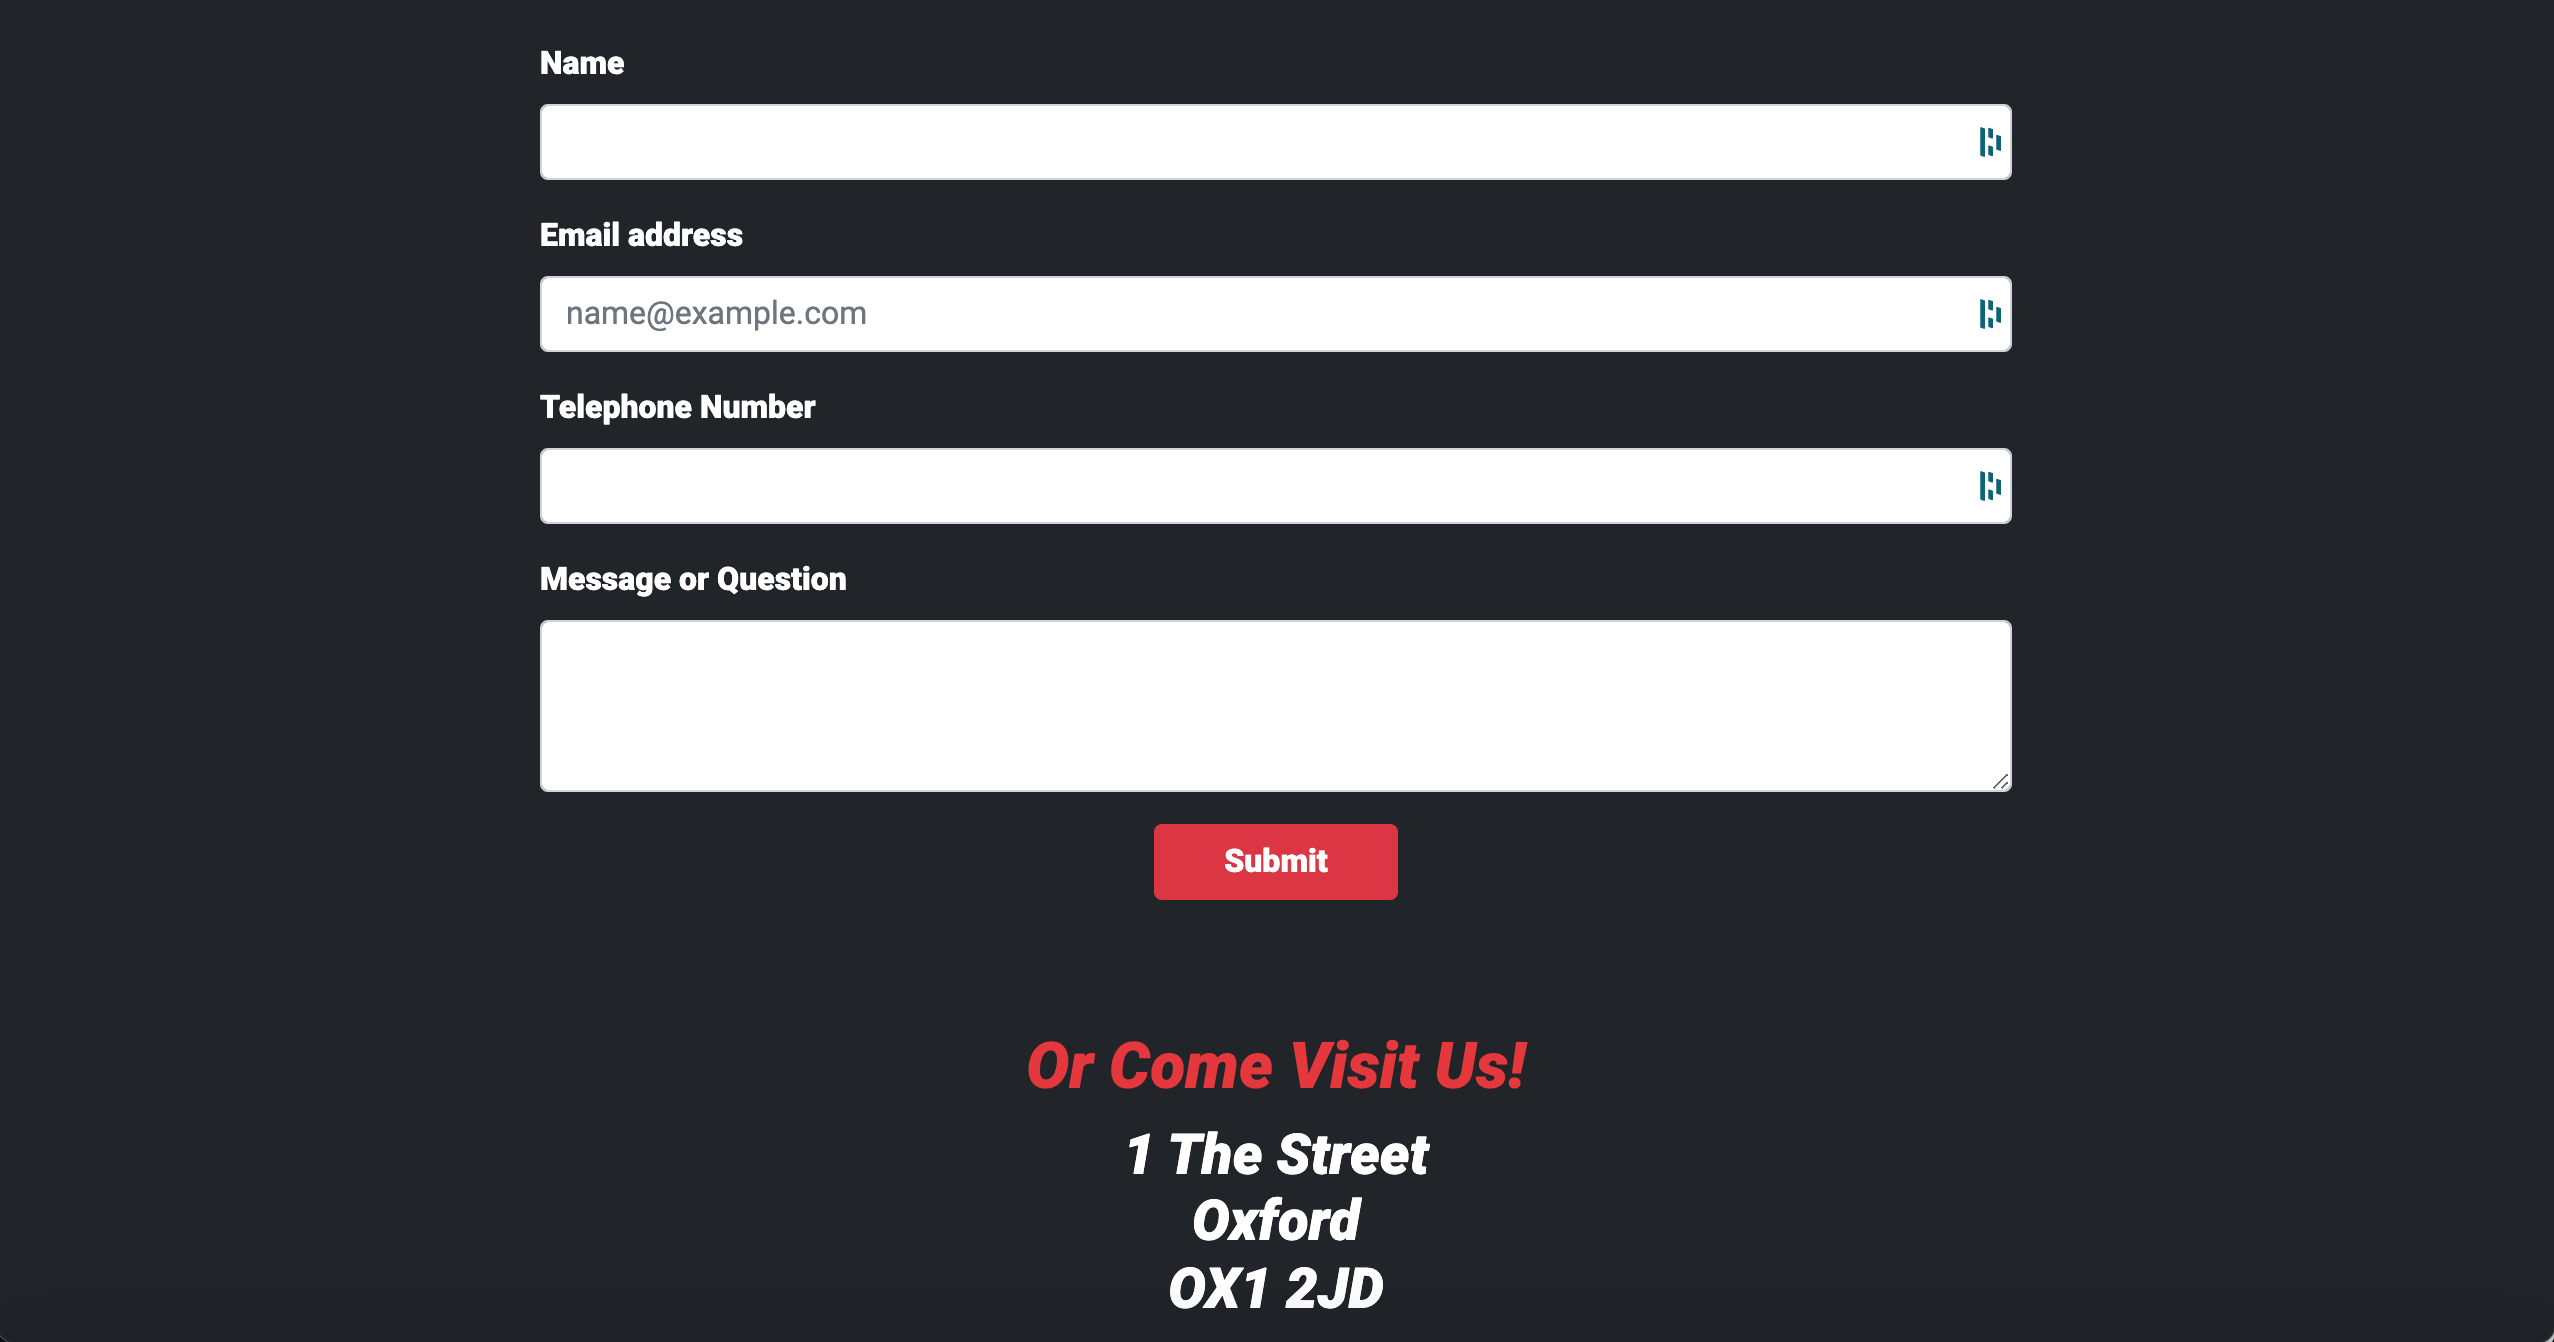 Name
Email address
name@example.com
Telephone Number
Message or Question
Submit
Or Come Visit Us!
1 The Street
Oxford
OX1 2JD